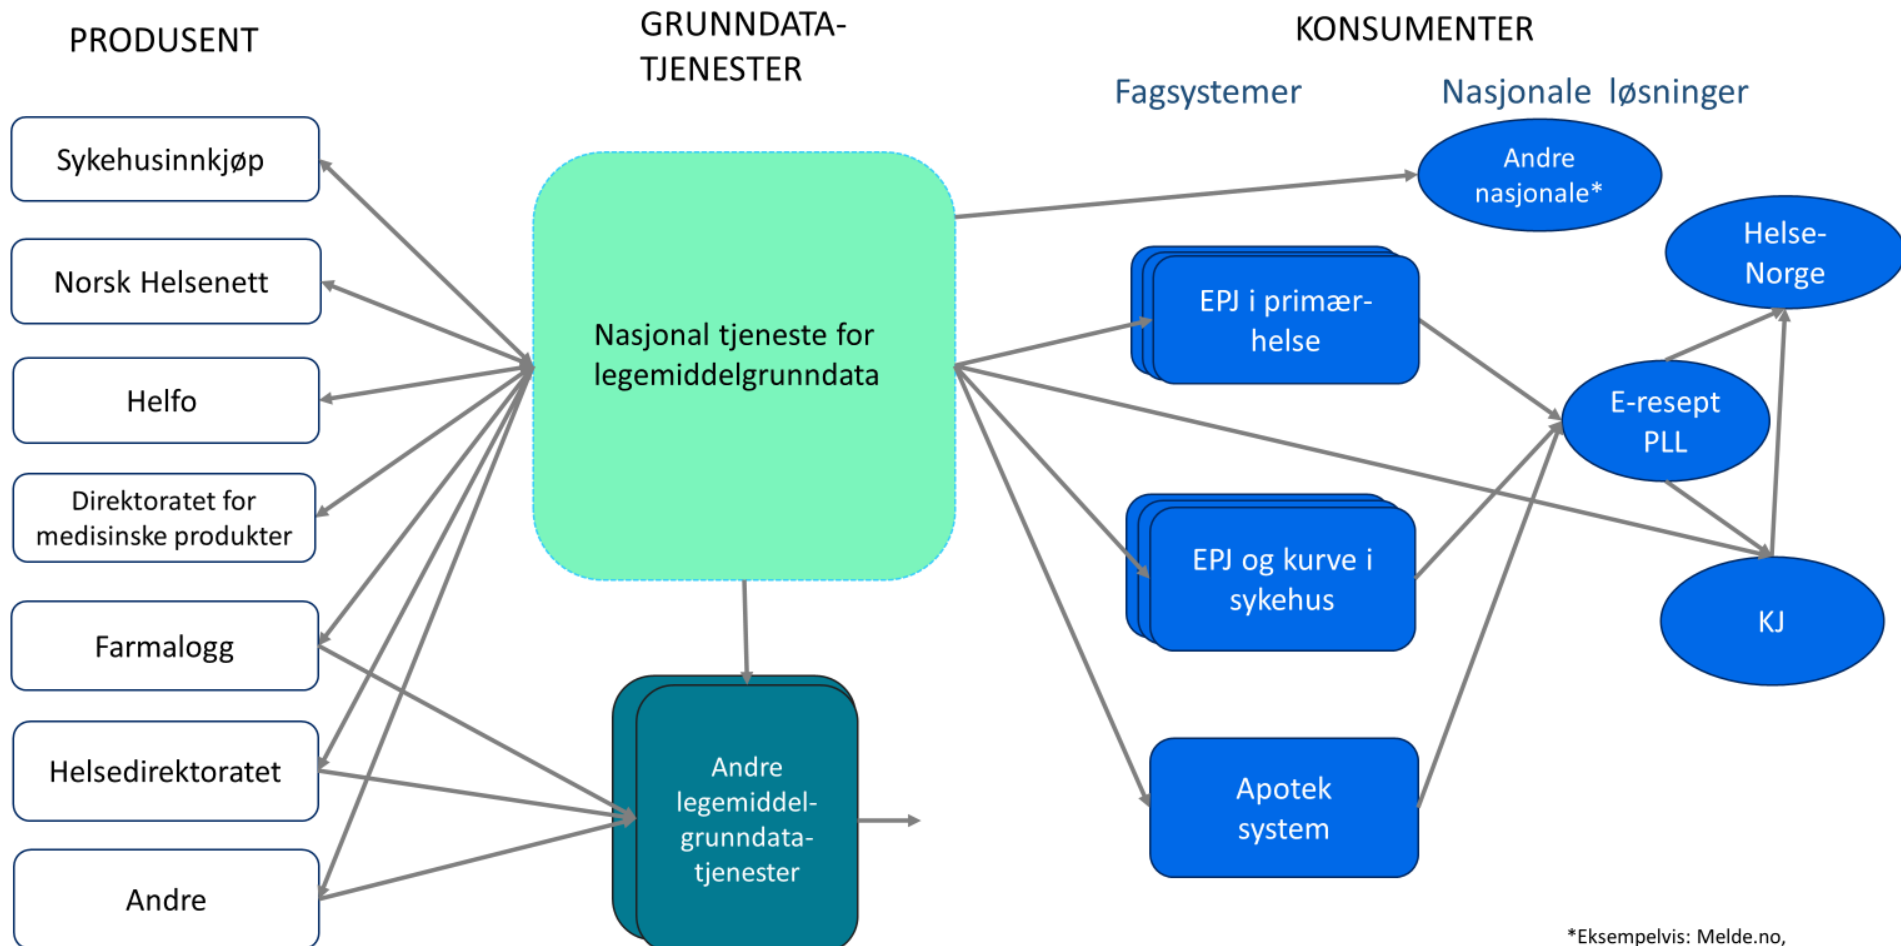 PRODUSENT
GRUNNDATA-
TJENESTER
KONSUMENTER
Fagsystemer
Nasjonale løsninger
Sykehusinnkjøp
Norsk Helsenett
Helfo
Direktoratet for
medisinske produkter
Farmalogg
Helsedirektoratet
Andre
Nasjonal tjeneste for
legemiddelgrunndata
Andre
legemiddel-
grunndata-
tjenester
Andre
nasjonale*
EPJ i primær-
helse
EPJ og kurve i
sykehus
Apotek
system
Helse-
Norge
E-resept
PLL
KJ
*Eksempelvis: Melde.no,